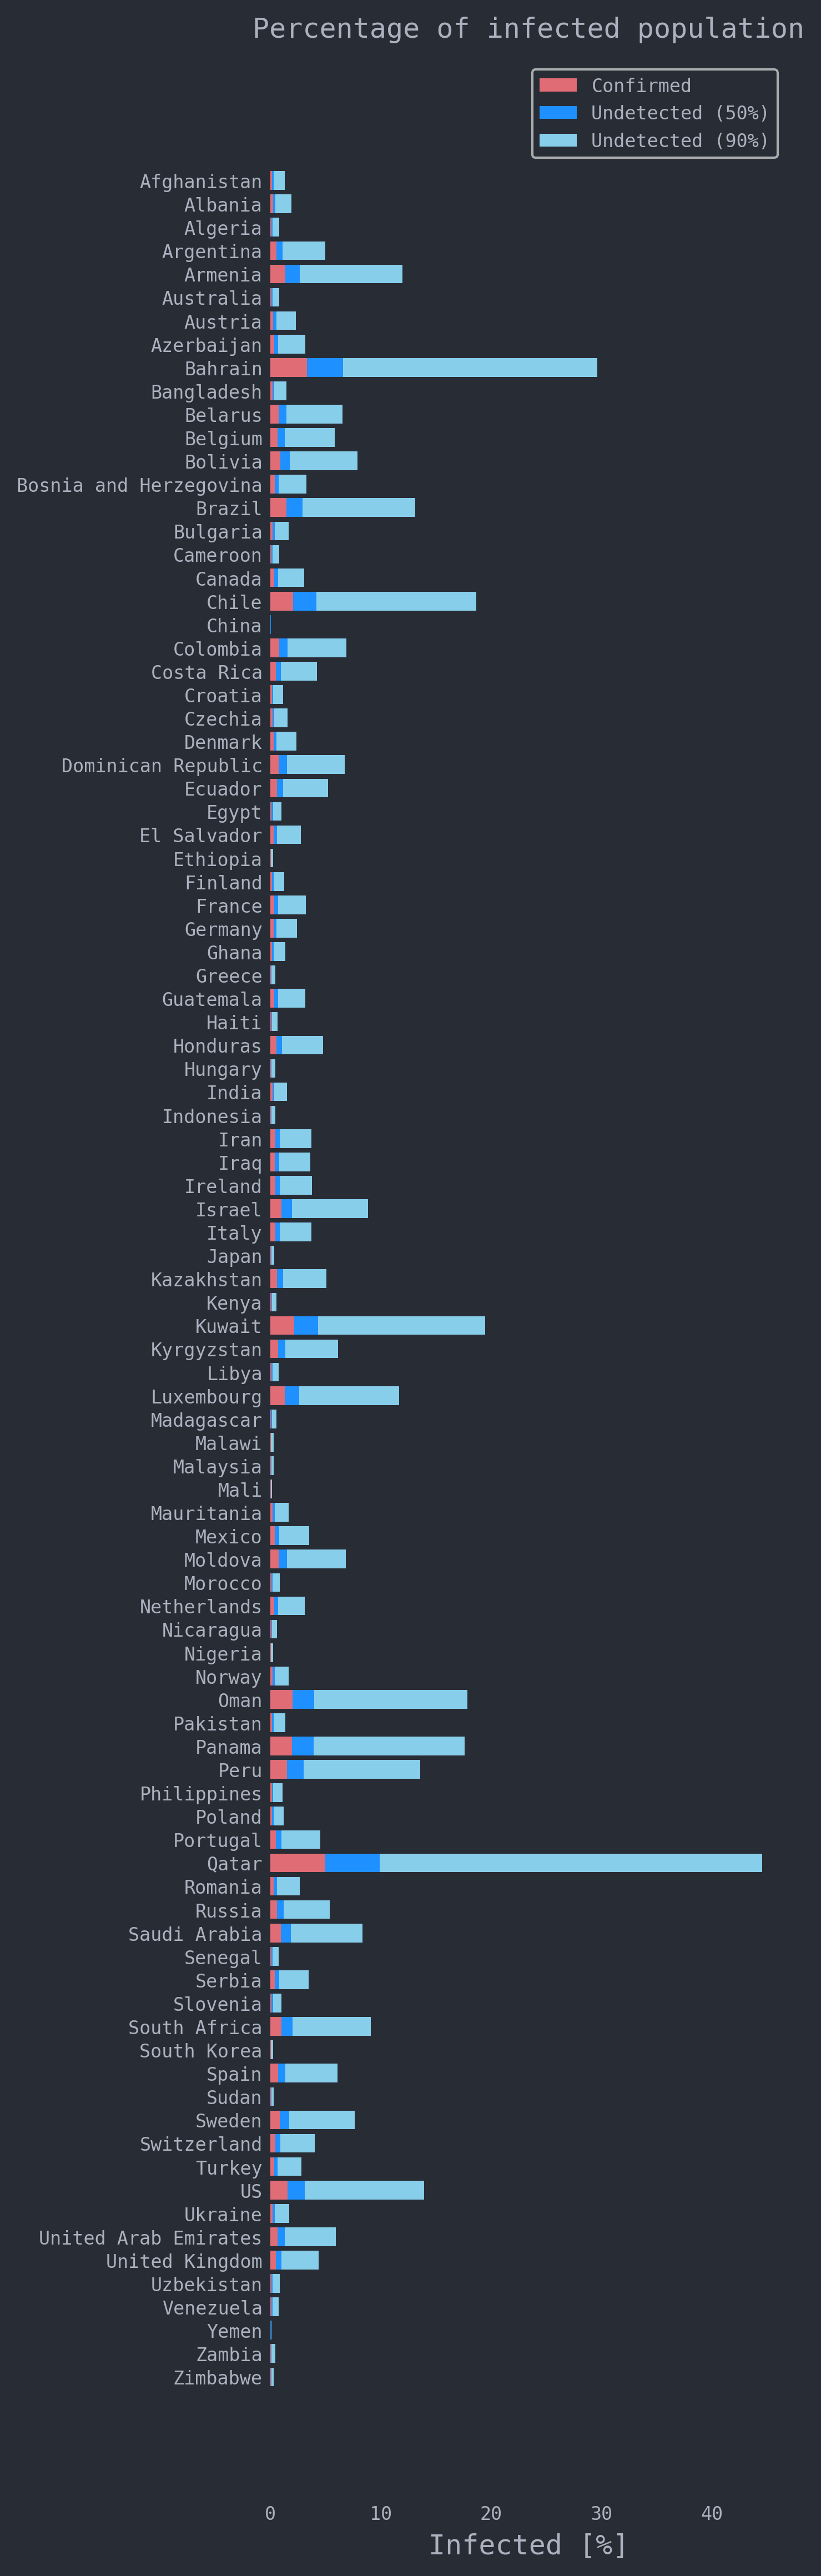 Percentage of infected population
Confirmed
Undetected (50%)
Undetected (90%)
Afghanistan
Albania
Algeria
Argentina
Armenia
Australia
Austria
Azerbaijan
Bahrain
Bangladesh
Belarus
Belgium
Bolivia
Bosnia and Herzegovina
Brazil
Bulgaria
Cameroon
Canada
Chile
China
Colombia
Costa Rica
Croatia
Czechia
Denmark
Dominican Republic
Ecuador
Egypt
El Salvador
Ethiopia
Finland
France
Germany
Ghana
Greece
Guatemala
Haiti
Honduras
Hungary
India
Indonesia
Iran
Iraq
Ireland
Israel
Italy
Japan
Kazakhstan
Kenya
Kuwait
Kyrgyzstan
Libya
Luxembourg
Madagascar
Malawi
Malaysia
Mali
Mauritania
Mexico
Moldova
Morocco
Netherlands
Nicaragua
Nigeria
Norway
Oman
Pakistan
Panama
Peru
Philippines
Poland
Portugal
Qatar
Romania
Russia
Saudi Arabia
Senegal
Serbia
Slovenia
South Africa
South Korea
Spain
Sudan
Sweden
Switzerland
Turkey
US
Ukraine
United Arab Emirates
United Kingdom
Uzbekistan
Venezuela
Yemen
Zambia
Zimbabwe
0 10 20 30 40
Infected [%]